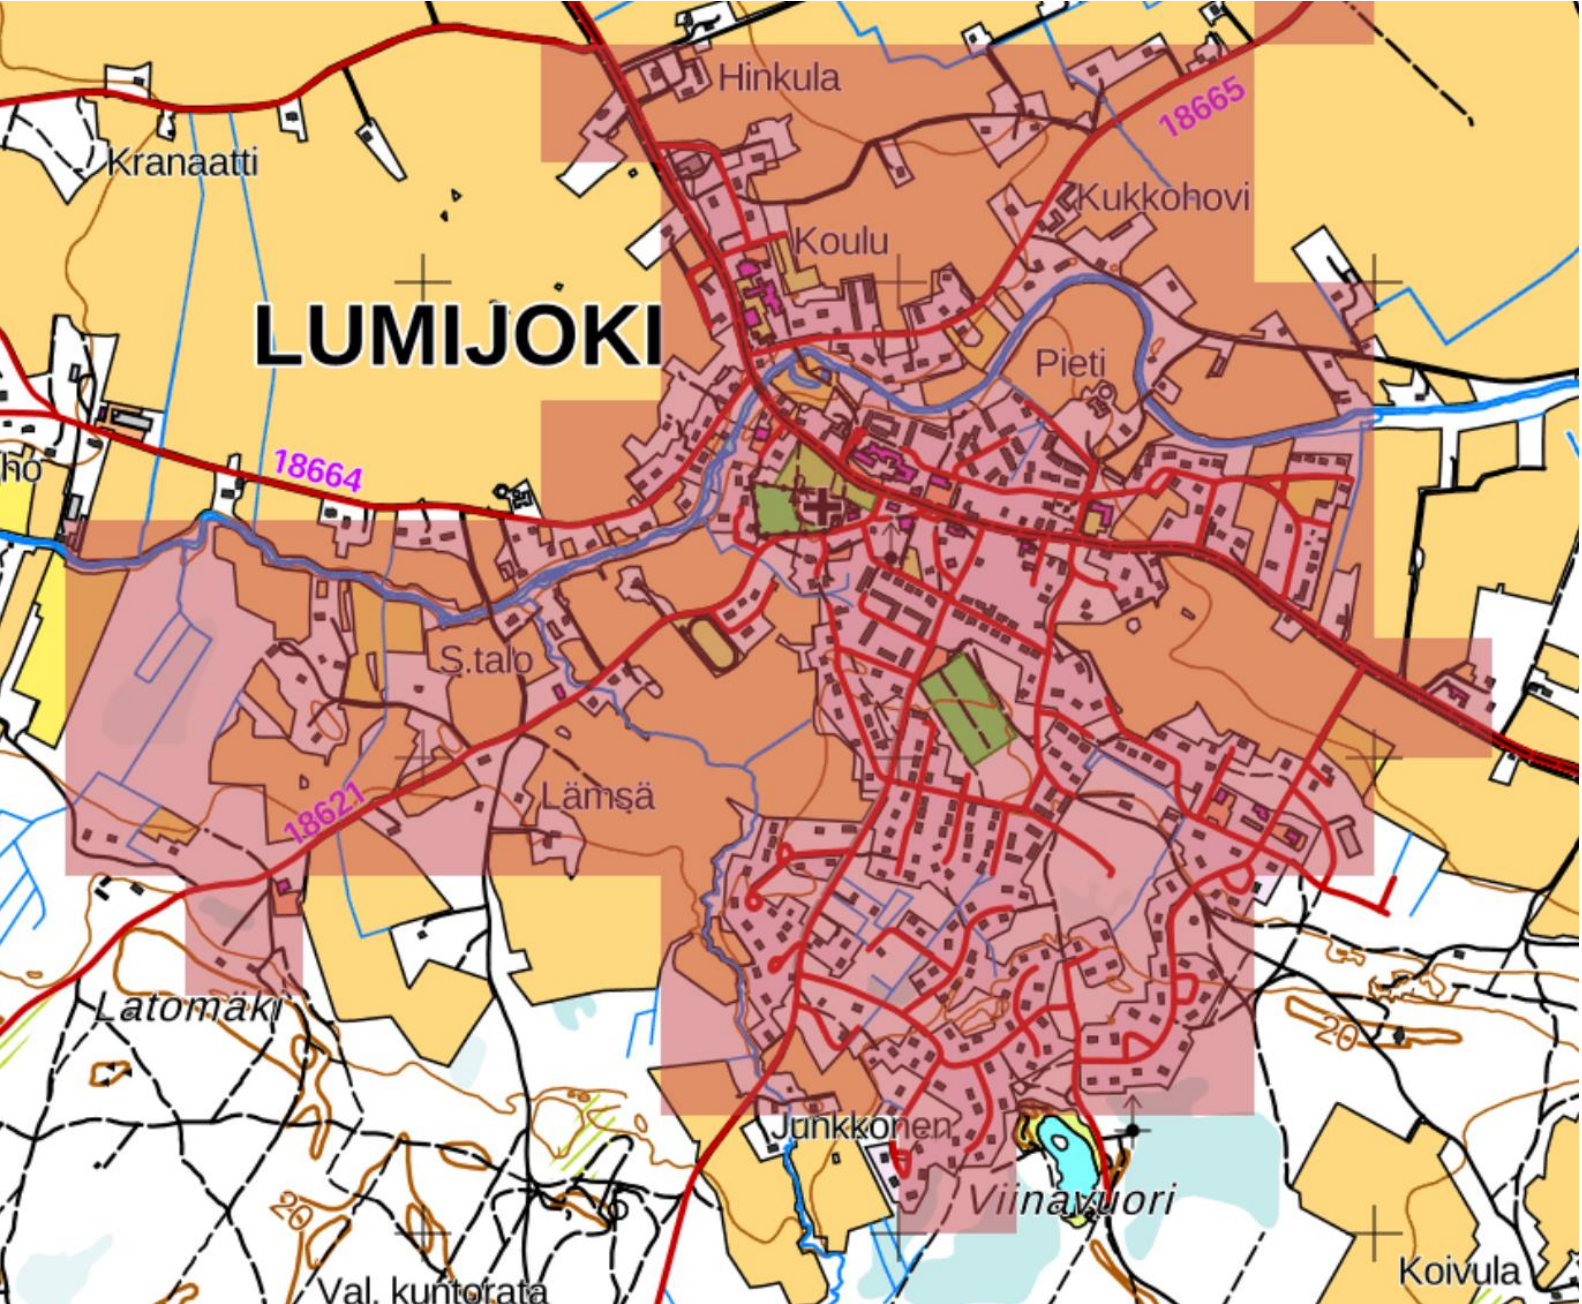 Hinkula
18665
Kranaatti
Kukkohovi
Koulu
LUMIJOKI
Pieti
18664
ho
S.talo
Lämsä
18621
Latomäki
20
Junkkonen
Viinavuori
20
Koivula
Val. kuntorata